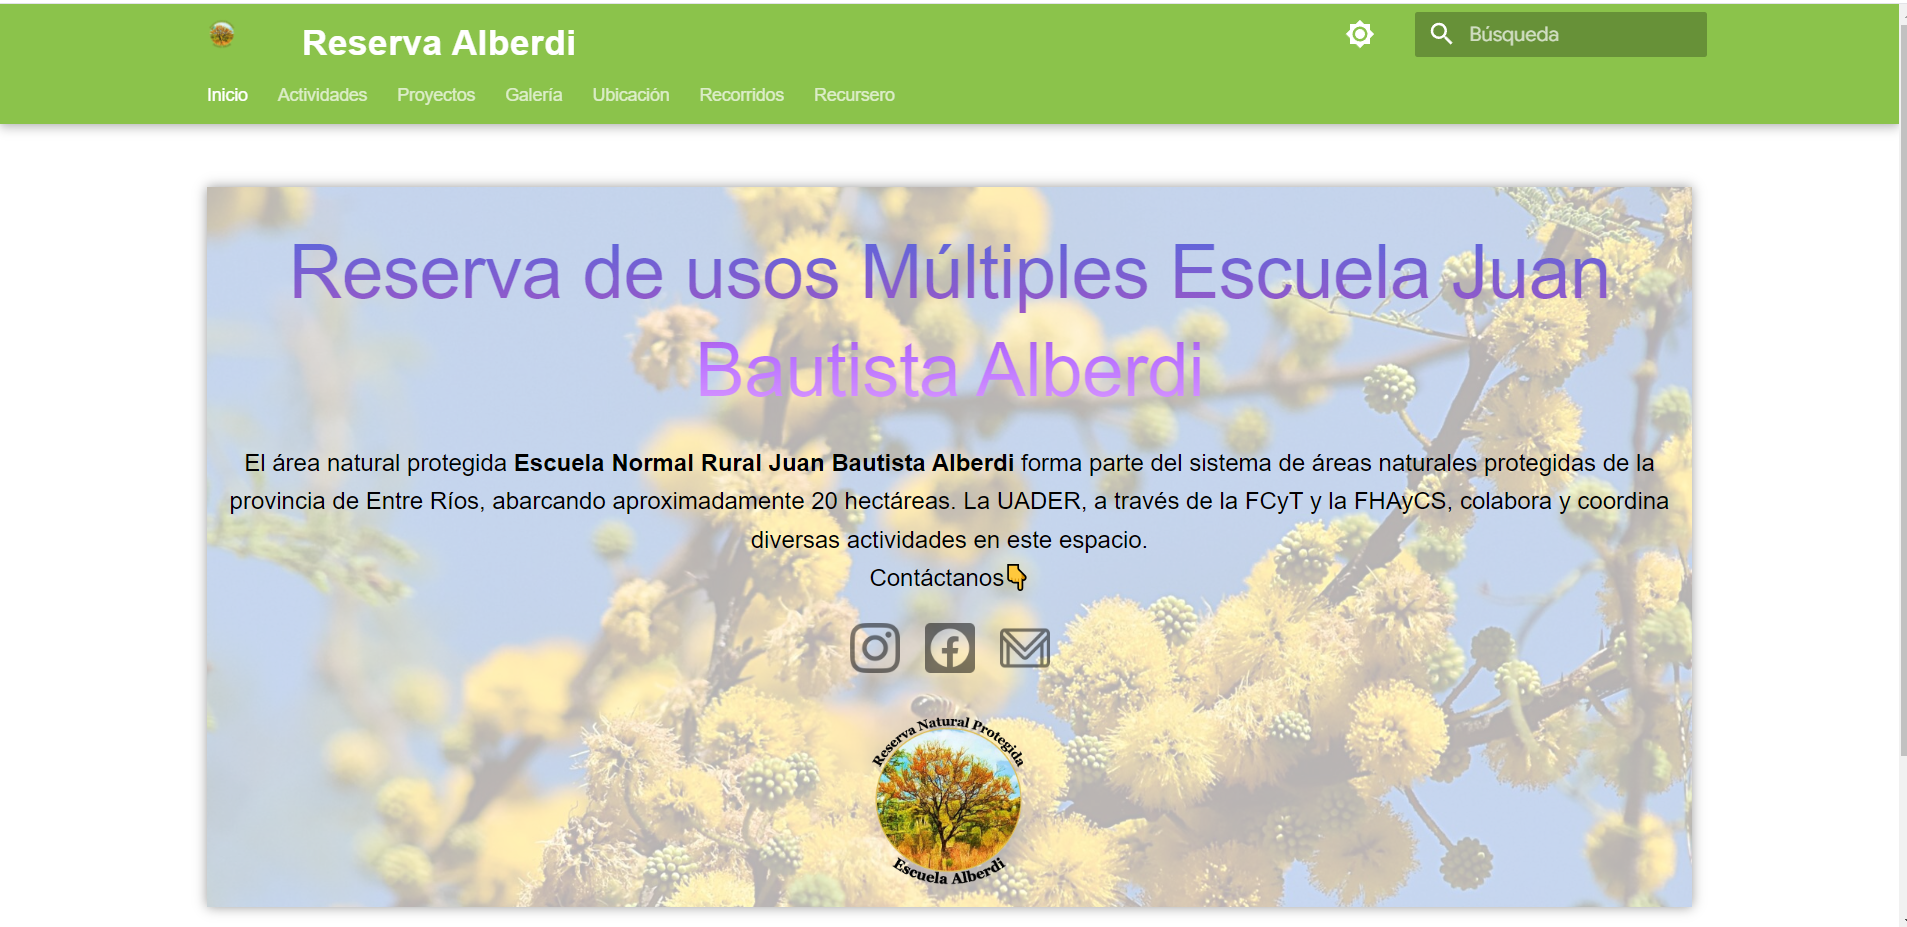 Reserva Alberdi
Búsqueda
Inicio Actividades Proyectos Galería Ubicación Recorridos Recursero
Reserva de usos Múltiples Escuela Juan
Bautista Alberdi
El área natural protegida Escuela Normal Rural Juan Bautista Alberdi forma parte del sistema de áreas naturales protegidas de la
provincia de Entre Ríos, abarcando aproximadamente 20 hectáreas. La UADER, a través de la FCyT y la FHAyCS, colabora y coordina
diversas actividades en este espacio.
Contáctanos👇
Reserva Natural Protegida
Escuela Alberdi